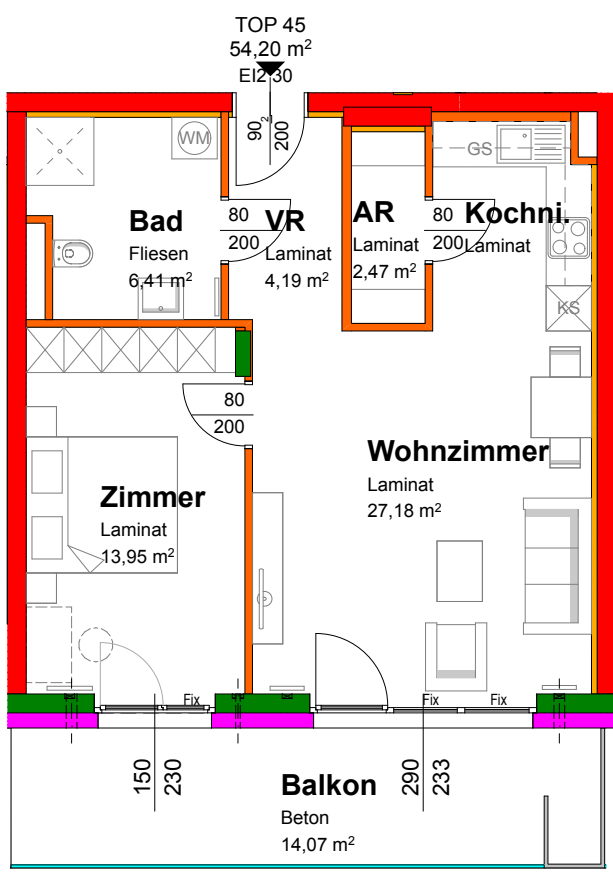 TOP 45
54,20 m²
EI2 30
90
2
200
WM
GS
Bad
Fliesen
6,41 m²
80
200
VR
Laminat
4,19 m²
AR
Laminat
2,47 m²
80
200
Kochni.
Laminat
KS
80
200
Zimmer
Laminat
13,95 m²
Wohnzimmer
Laminat
27,18 m²
Fix
Fix
Fix
150
230
290
233
Balkon
Beton
14,07 m²